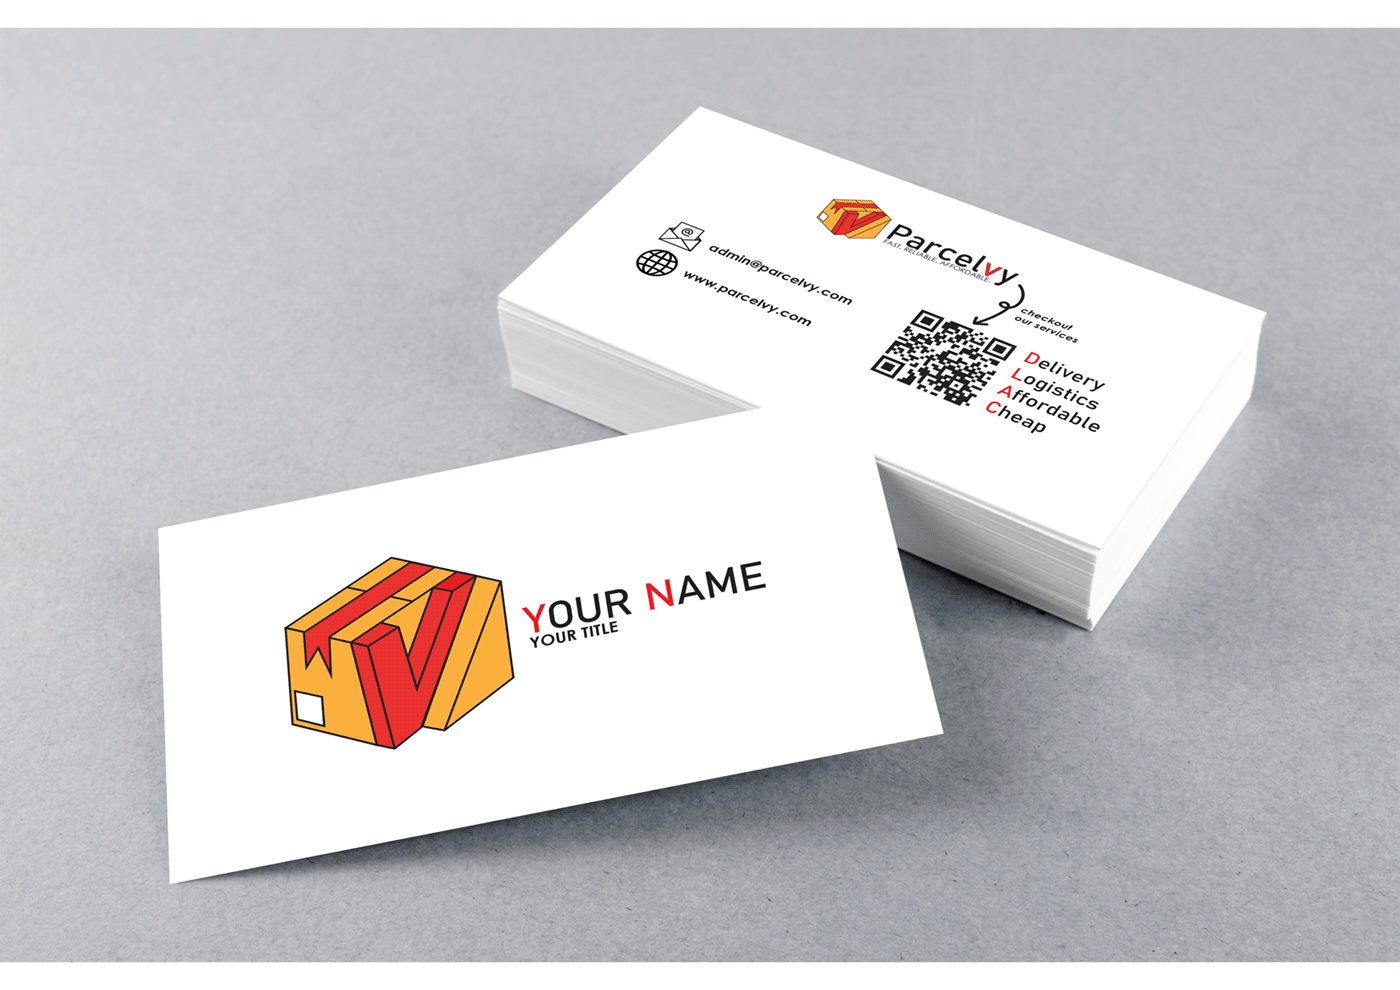 Parcelvy
FAST. RELIABLE. AFFORDABLE.
@
admin@parcelvy.com
www.parcelvy.com
checkout
our services
Delivery
Logistics
Affordable
Cheap
YOUR NAME
YOUR TITLE